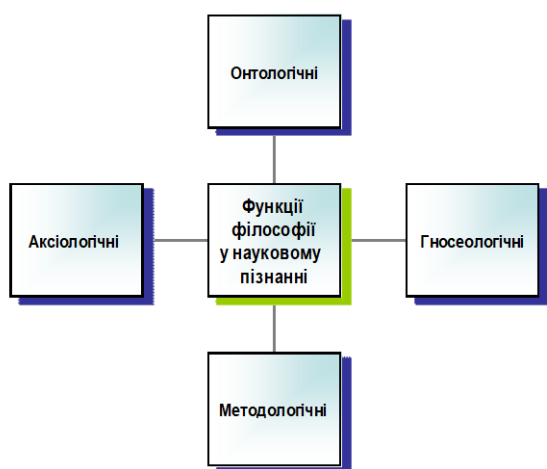 Онтологічні
Аксіологічні
Функції
філософії
у науковому
пізнанні
Гносеологічні
Методологічні